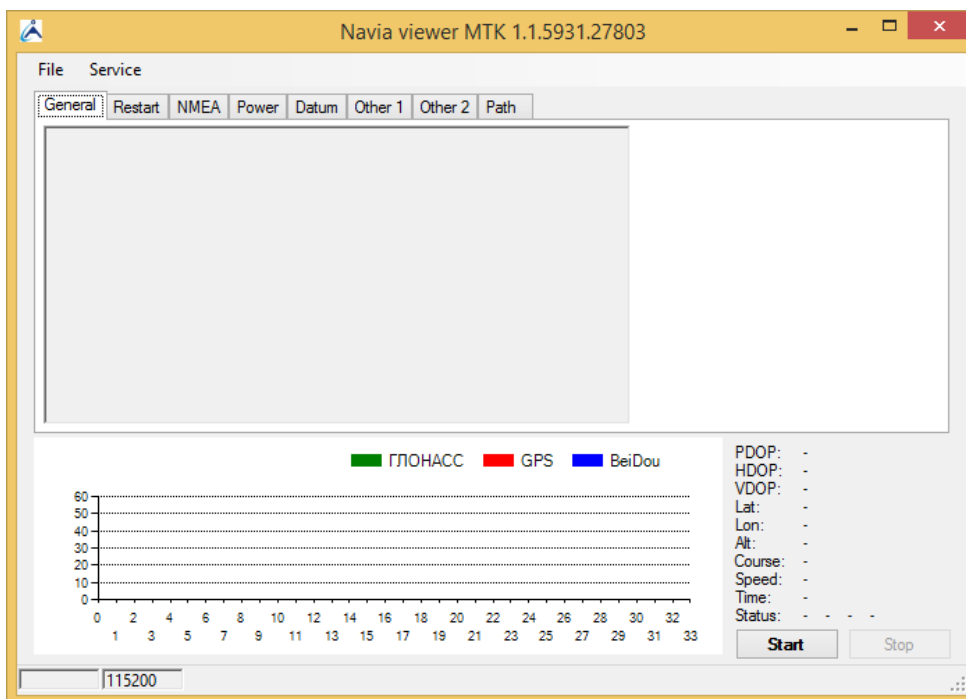 Navia viewer MTK 1.1.5931.27803
File Service
General Restart NMEA Power Datum Other 1 Other 2 Path
ГЛОНАСС GPS BeiDou
60
50
40
30
20
10
0
0 2 4 6 8 10 12 14 16 18 20 22 24 26 28 30 32
1 3 5 7 9 11 13 15 17 19 21 23 25 27 29 31 33
PDOP: -
HDOP: -
VDOP: -
Lat: -
Lon: -
Alt: -
Course: -
Speed: -
Time: -
Status: - - - -
Start Stop
115200